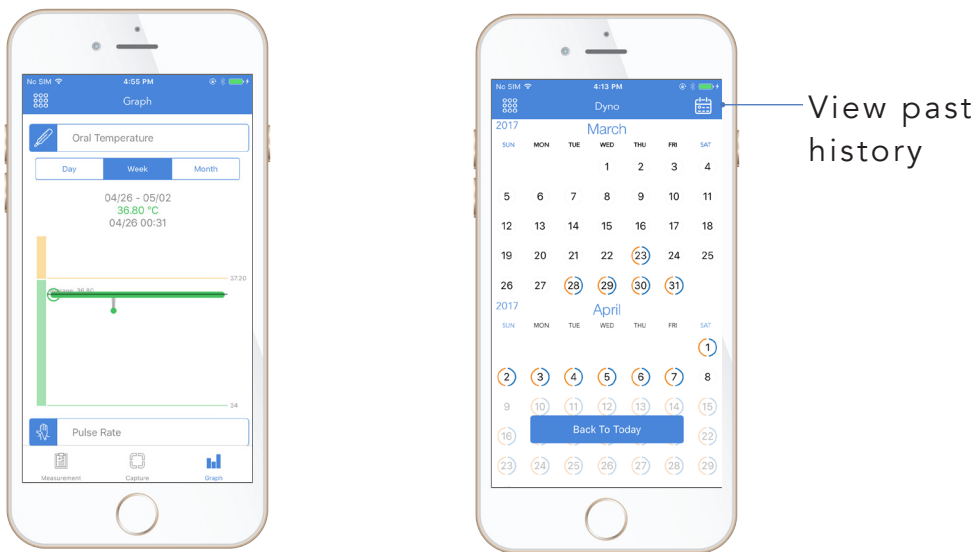 No SIM 4:55 PM
Graph
Oral Temperature
Day Week Month
04/26 - 05/02
36.80 °C
04/26 00:31
37.20
Average: 36.80
34
Pulse Rate
Measurement Capture Graph
No SIM 4:13 PM
Dyno
2017 March
SUN MON TUE WED THU FRI SAT
1 2 3 4
5 6 7 8 9 10 11
12 13 14 15 16 17 18
19 20 21 22 23 24 25
26 27 28 29 30 31
2017 April
SUN MON TUE WED THU FRI SAT
1
2 3 4 5 6 7 8
9 10 11 12 13 14 15
16 22
Back To Today
23 24 25 26 27 28 29
View past
history